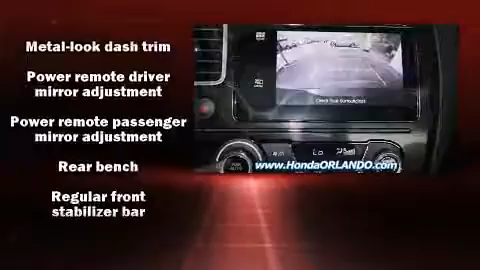 Metal-look dash trim
Power remote driver
mirror adjustment
Power remote passenger
mirror adjustment
Rear bench
Regular front
stabilizer bar
Check Your Surroundings
Lo
www.HondaORLANDO.com